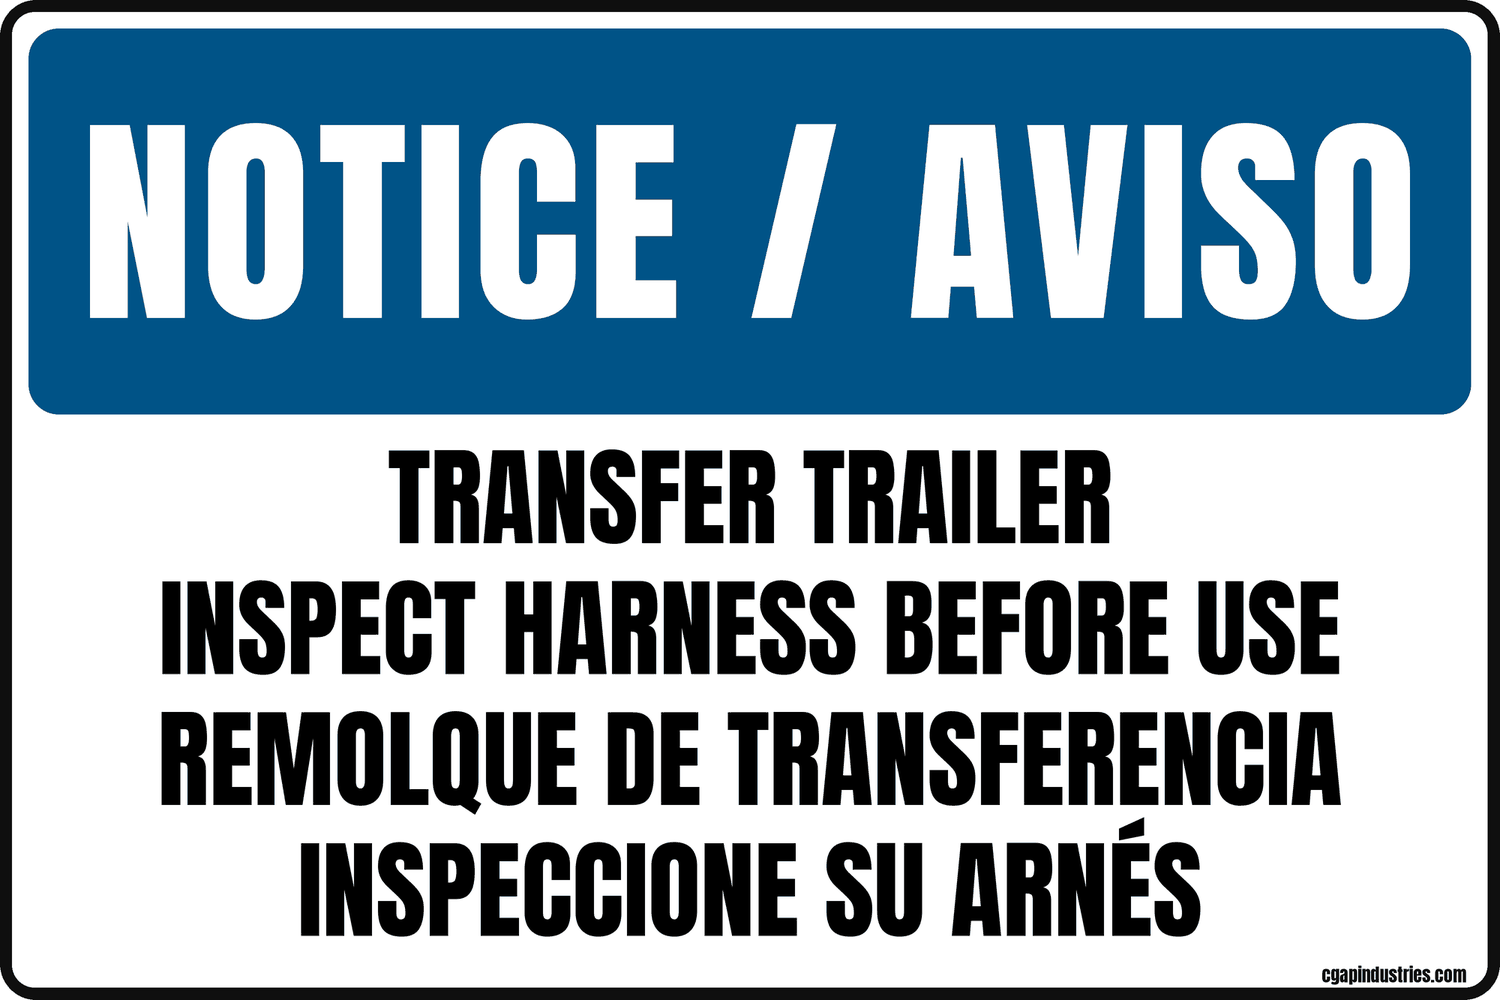 NOTICE / AVISO
TRANSFER TRAILER
INSPECT HARNESS BEFORE USE
REMOLQUE DE TRANSFERENCIA
INSPECCIONE SU ARNÉS
cgapindustries.com